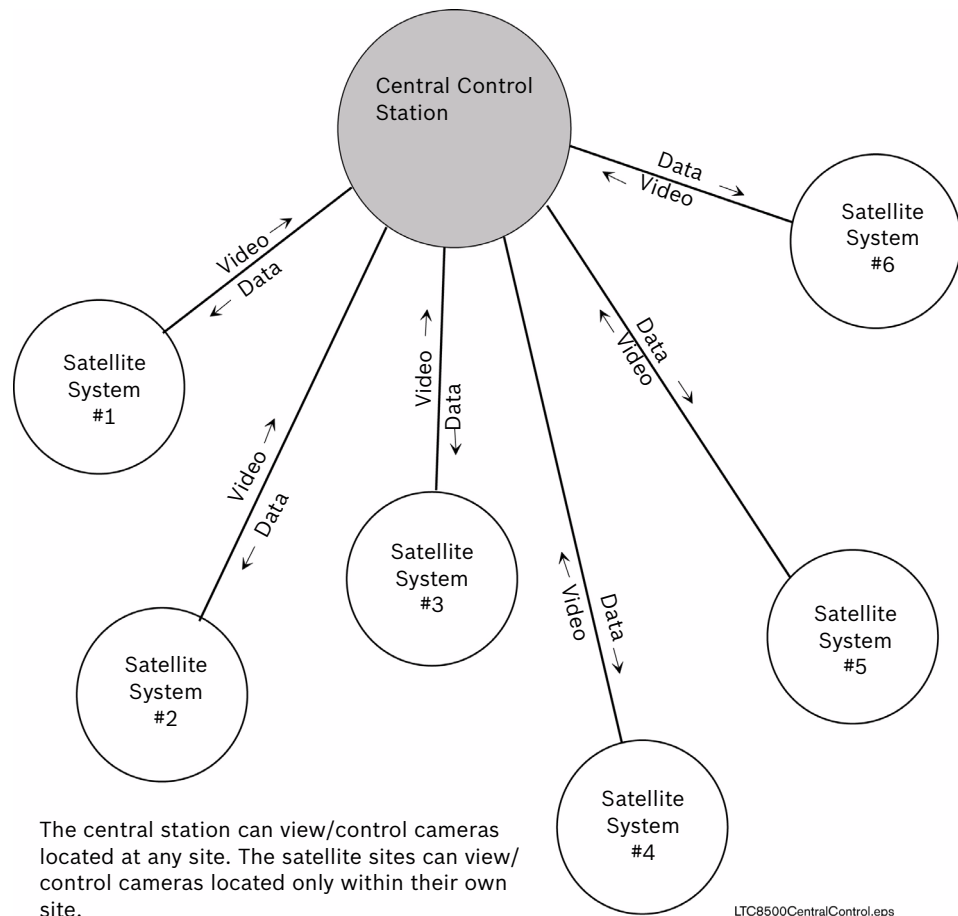 Central Control
Station
Data
Video
Satellite
System
#6
Video
Data
Satellite
System
#1
Video
Data
Satellite
System
#2
Video
Data
Satellite
System
#3
Video
Data
Satellite
System
#4
Data
Video
Satellite
System
#5
The central station can view/control cameras
located at any site. The satellite sites can view/
control cameras located only within their own
site.
LTC8500CentralControl.eps